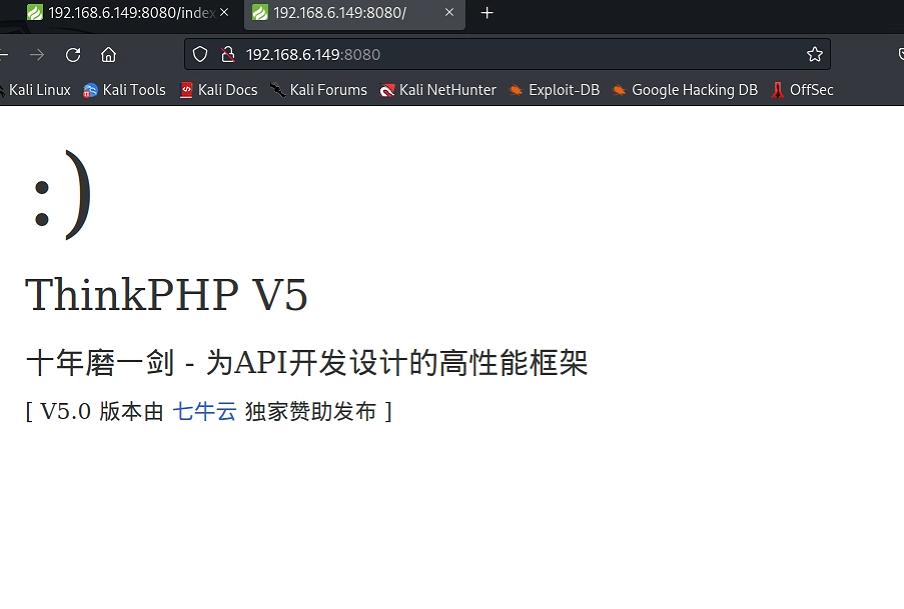 192.168.6.149:8080/index
192.168.6.149:8080/
192.168.6.149:8080
Kali Linux Kali Tools Kali Docs Kali Forums Kali NetHunter Exploit-DB Google Hacking DB OffSec
:)
ThinkPHP V5
十年磨一剑 - 为API开发设计的高性能框架
[ V5.0 版本由 七牛云 独家赞助发布 ]